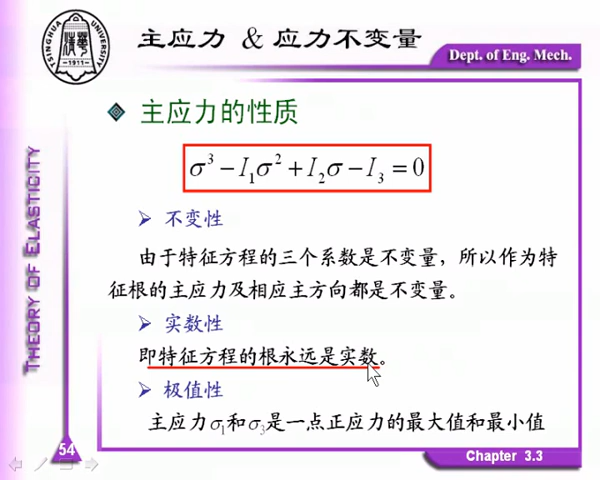 TSINGHUA UNIVERSITY
-1911-
主应力 & 应力不变量
Dept. of Eng. Mech.
主应力的性质
σ³ − I₁σ² + I₂σ − I₃ = 0
不变性
由于特征方程的三个系数是不变量，所以作为特
征根的主应力及相应主方向都是不变量。
实数性
即特征方程的根永远是实数。
极值性
主应力σ₁和σ₃是一点正应力的最大值和最小值
THEORY OF ELASTICITY
54
Chapter 3.3